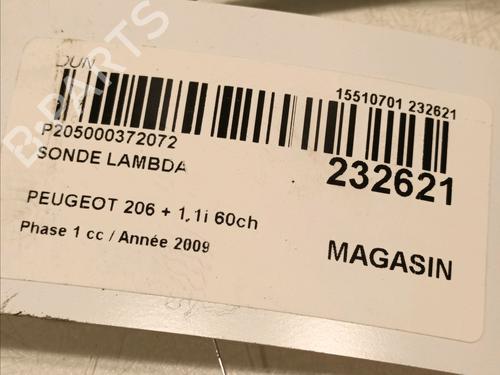 DUN
15510701 232621
P205000372072
SONDE LAMBDA
232621
PEUGEOT 206 + 1.1i 60ch
Phase 1 cc / Année 2009
MAGASIN
B-PARTS